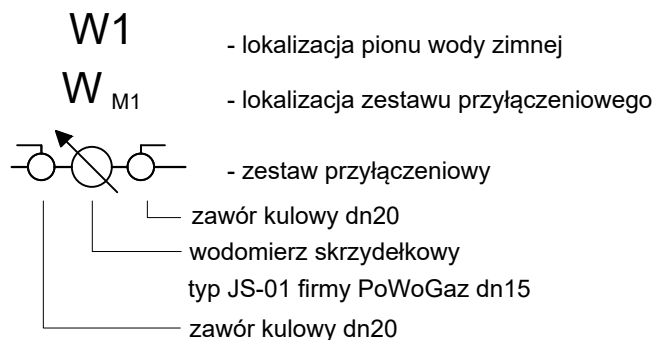 W1 - lokalizacja pionu wody zimnej
W M1 - lokalizacja zestawu przyłączeniowego
- zestaw przyłączeniowy
zawór kulowy dn20
wodomierz skrzydełkowy
typ JS-01 firmy PoWoGaz dn15
zawór kulowy dn20